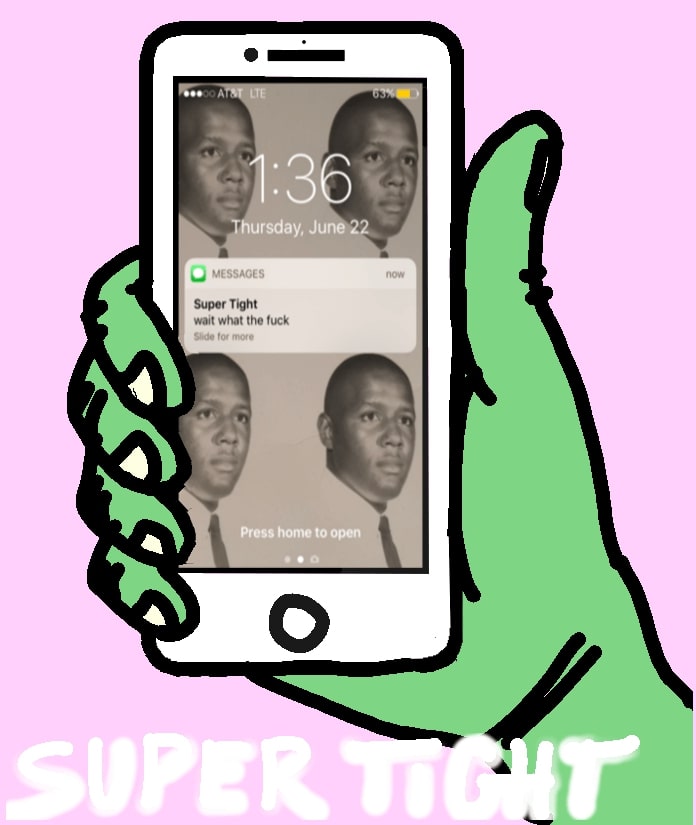 AT&T LTE 63%
1:36
Thursday, June 22
MESSAGES now
Super Tight
wait what the fuck
Slide for more
Press home to open
SUPER TIGHT